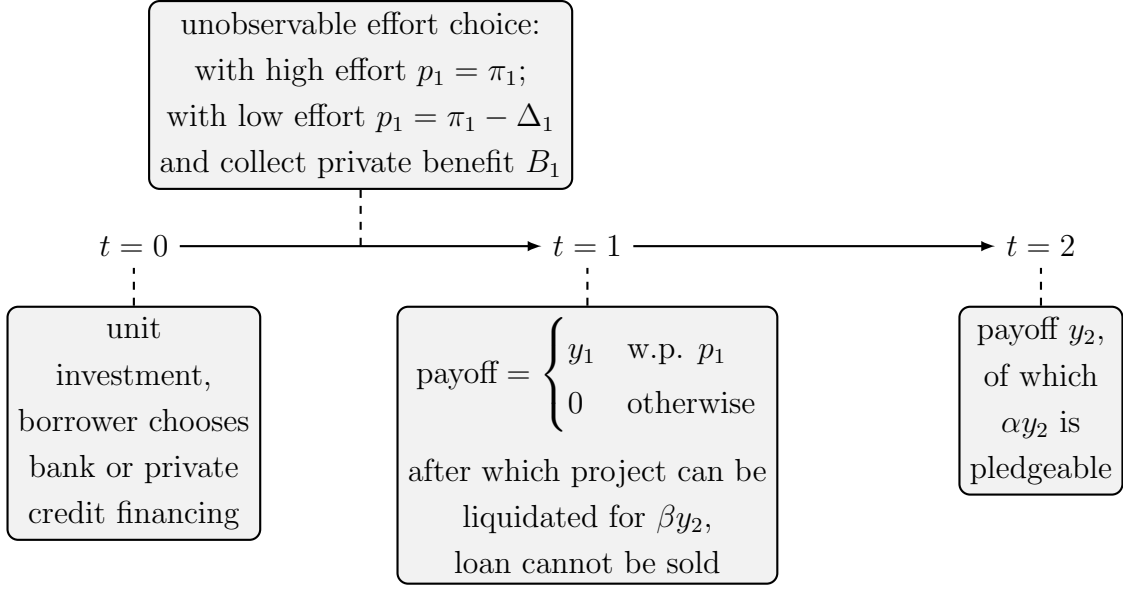 unobservable effort choice:
with high effort p₁ = π₁;
with low effort p₁ = π₁ − Δ₁
and collect private benefit B₁
t = 0
t = 1
t = 2
unit
investment,
borrower chooses
bank or private
credit financing
payoff = { y₁ w.p. p₁
0 otherwise
after which project can be
liquidated for βy₂,
loan cannot be sold
payoff y₂,
of which
αy₂ is
pledgeable